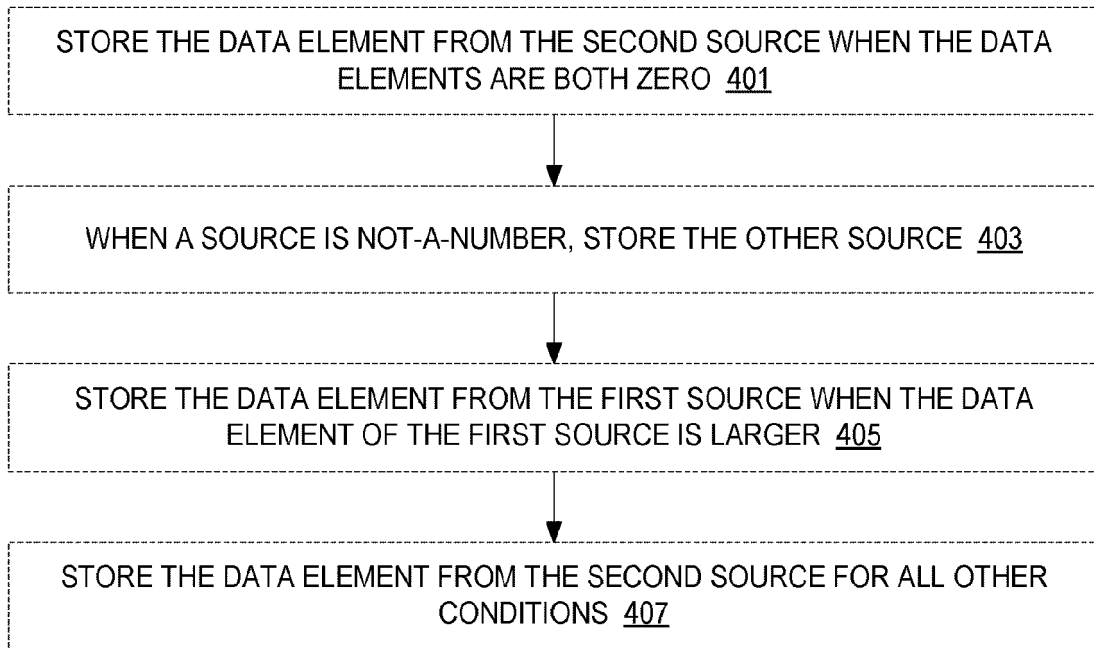 STORE THE DATA ELEMENT FROM THE SECOND SOURCE WHEN THE DATA
ELEMENTS ARE BOTH ZERO 401
WHEN A SOURCE IS NOT-A-NUMBER, STORE THE OTHER SOURCE 403
STORE THE DATA ELEMENT FROM THE FIRST SOURCE WHEN THE DATA
ELEMENT OF THE FIRST SOURCE IS LARGER 405
STORE THE DATA ELEMENT FROM THE SECOND SOURCE FOR ALL OTHER
CONDITIONS 407